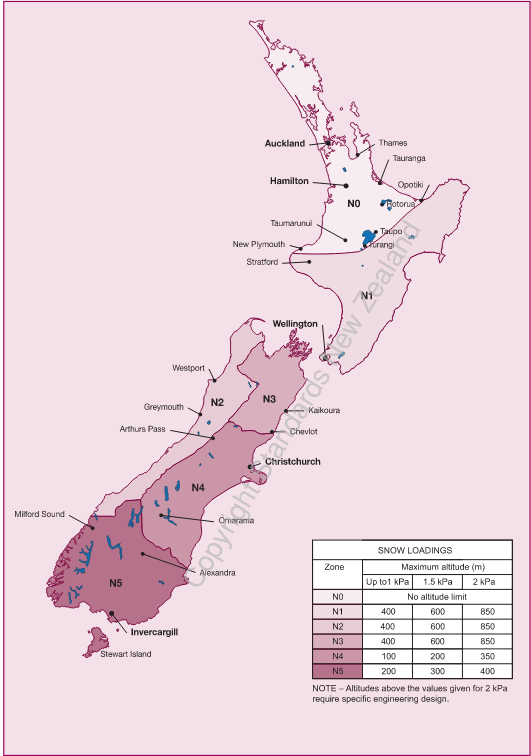 Auckland
Thames
Tauranga
Hamilton
Opotiki
N0
Rotorua
Taumarunui
Taupo
New Plymouth
Turangi
Stratford
N1
Wellington
Westport
N2
N3
Greymouth
Kaikoura
Arthurs Pass
Chevlot
Christchurch
N4
Milford Sound
Omarama
Alexandra
N5
Invercargill
Stewart Island
Copyright Standards New Zealand
SNOW LOADINGS
Zone Maximum altitude (m)
Up to1 kPa 1.5 kPa 2 kPa
N0 No altitude limit
N1 400 600 850
N2 400 600 850
N3 400 600 850
N4 100 200 350
N5 200 300 400
NOTE – Altitudes above the values given for 2 kPa
require specific engineering design.